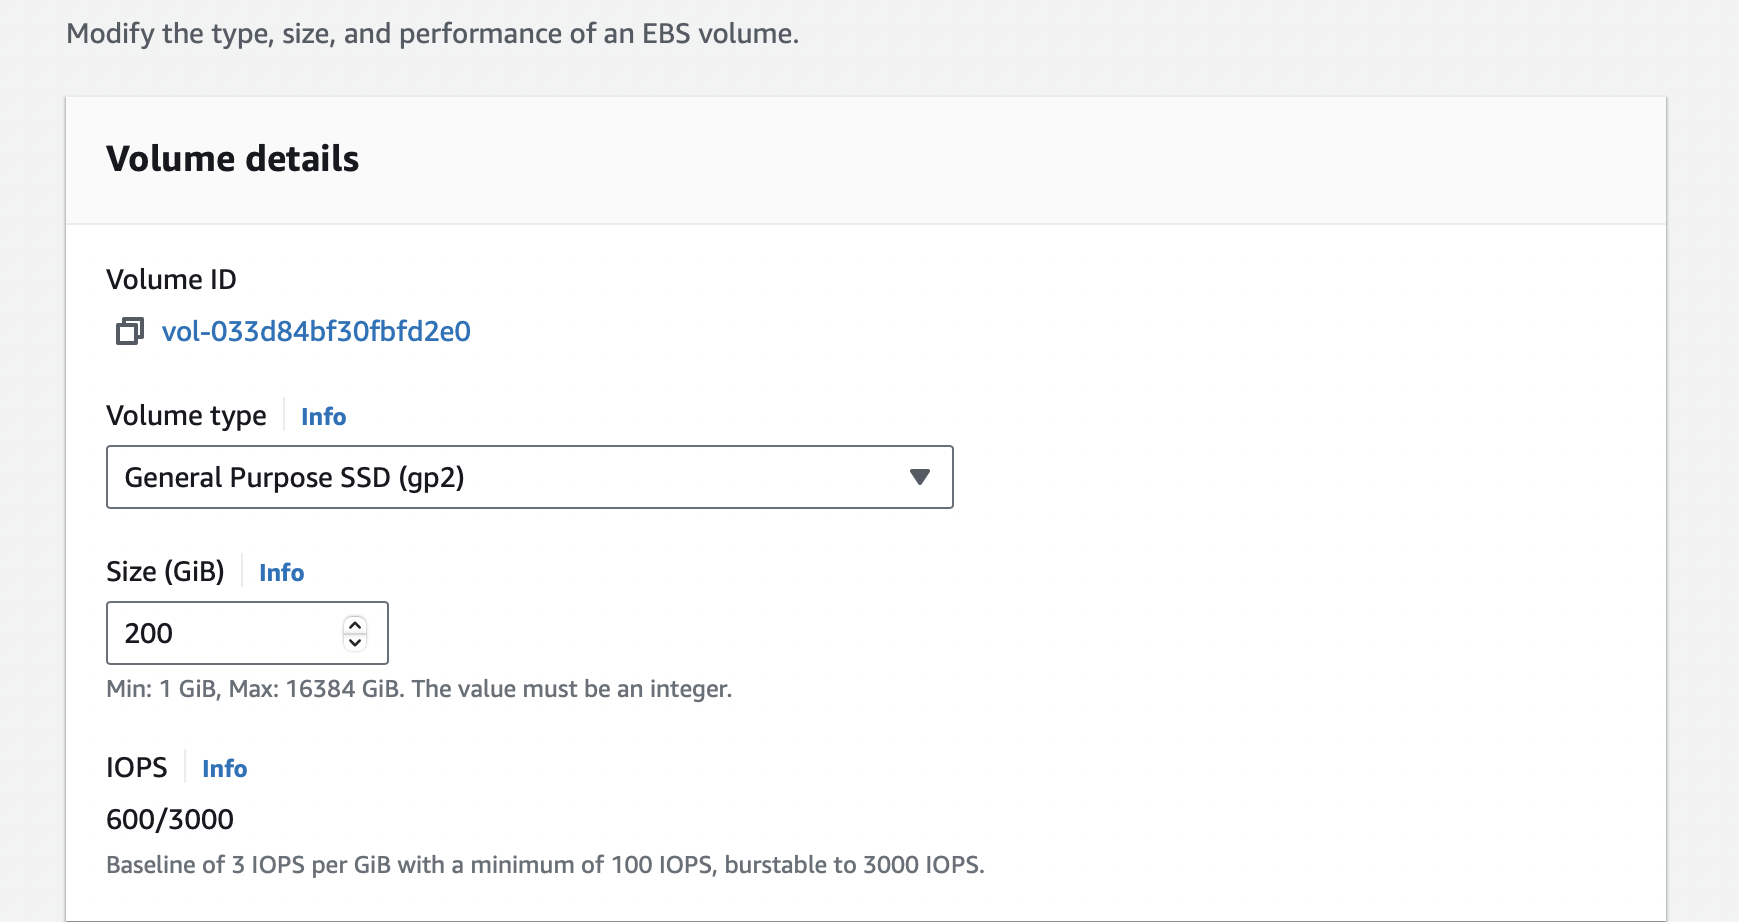 Modify the type, size, and performance of an EBS volume.
Volume details
Volume ID
vol-033d84bf30fbfd2e0
Volume type Info
General Purpose SSD (gp2)
Size (GiB) Info
200
Min: 1 GiB, Max: 16384 GiB. The value must be an integer.
IOPS Info
600/3000
Baseline of 3 IOPS per GiB with a minimum of 100 IOPS, burstable to 3000 IOPS.